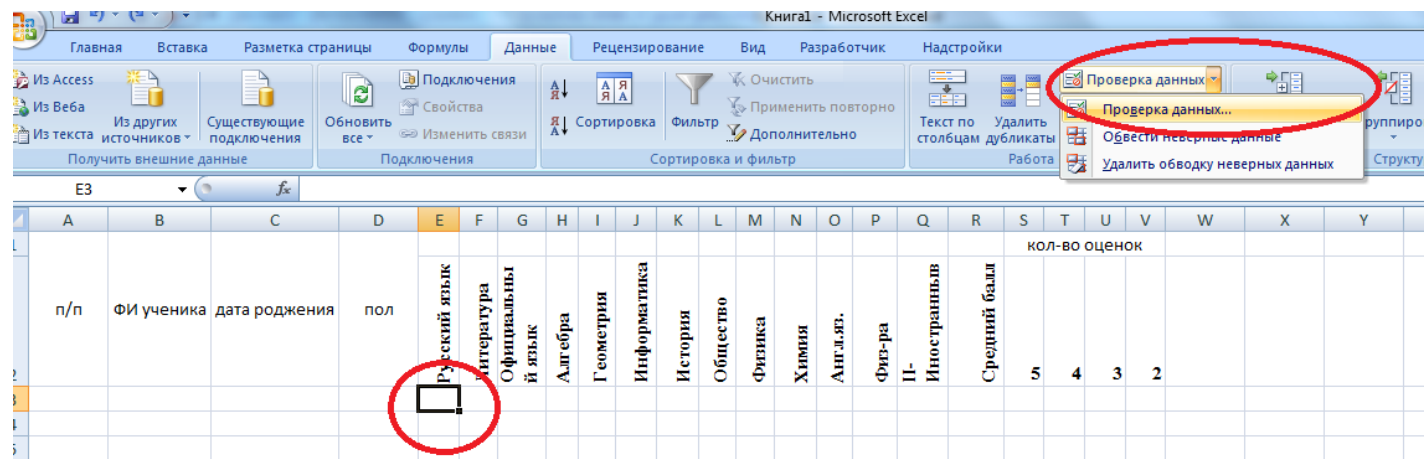 Книга1 - Microsoft Excel
Главная Вставка Разметка страницы Формулы Данные Рецензирование Вид Разработчик Надстройки
Из Access
Из Веба
Из текста
Из других источников
Существующие подключения
Получить внешние данные
Обновить все
Подключения
Свойства
Изменить связи
Подключения
Сортировка
Фильтр
Очистить
Применить повторно
Дополнительно
Сортировка и фильтр
Текст по столбцам
Удалить дубликаты
Работа
Проверка данных
Проверка данных...
Обвести неверные данные
Удалить обводку неверных данных
E3 fx
A B C D E F G H I J K L M N O P Q R S T U V W X Y
кол-во оценок
п/п
ФИ ученика
дата роджения
пол
Русский язык
литература
Официальны
й язык
Алгебра
Геометрия
Информатика
История
Общество
Физика
Химия
Англ.яз.
Физ-ра
II-
Иностранныв
Средний балл
5 4 3 2